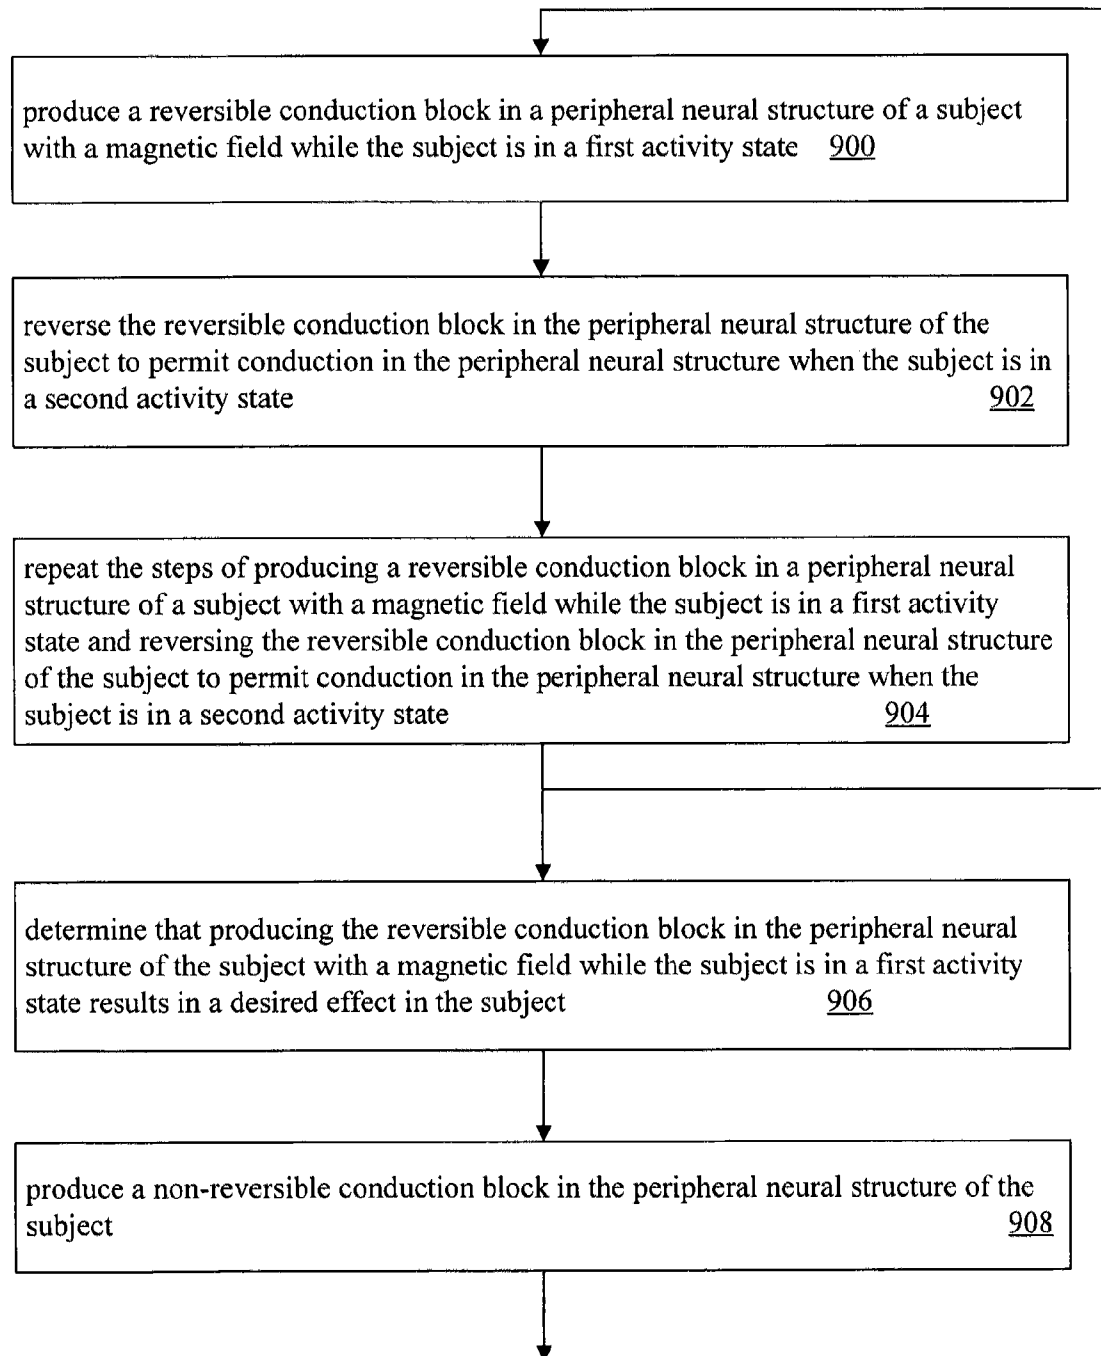 produce a reversible conduction block in a peripheral neural structure of a subject
with a magnetic field while the subject is in a first activity state 900
reverse the reversible conduction block in the peripheral neural structure of the
subject to permit conduction in the peripheral neural structure when the subject is in
a second activity state 902
repeat the steps of producing a reversible conduction block in a peripheral neural
structure of a subject with a magnetic field while the subject is in a first activity
state and reversing the reversible conduction block in the peripheral neural structure
of the subject to permit conduction in the peripheral neural structure when the
subject is in a second activity state 904
determine that producing the reversible conduction block in the peripheral neural
structure of the subject with a magnetic field while the subject is in a first activity
state results in a desired effect in the subject 906
produce a non-reversible conduction block in the peripheral neural structure of the
subject 908